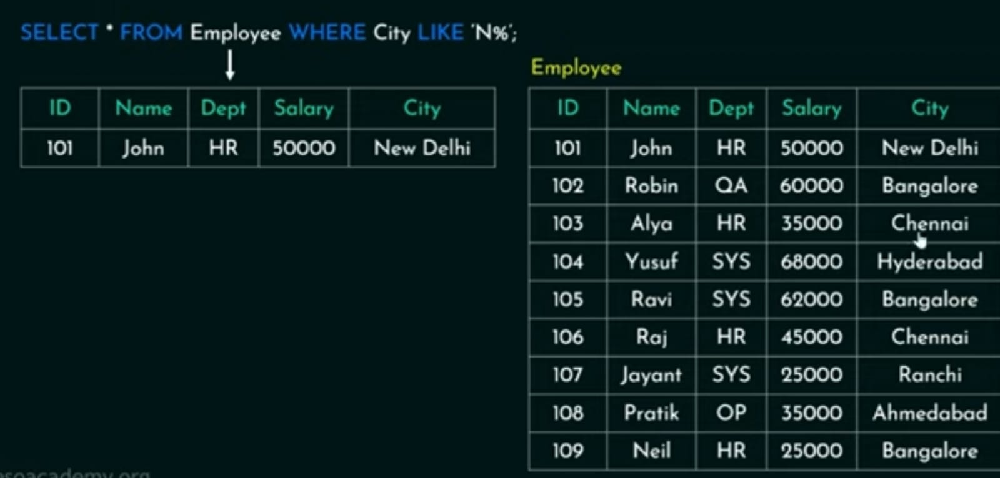 SELECT * FROM Employee WHERE City LIKE 'N%';
ID Name Dept Salary City
101 John HR 50000 New Delhi
Employee
ID Name Dept Salary City
101 John HR 50000 New Delhi
102 Robin QA 60000 Bangalore
103 Alya HR 35000 Chennai
104 Yusuf SYS 68000 Hyderabad
105 Ravi SYS 62000 Bangalore
106 Raj HR 45000 Chennai
107 Jayant SYS 25000 Ranchi
108 Pratik OP 35000 Ahmedabad
109 Neil HR 25000 Bangalore